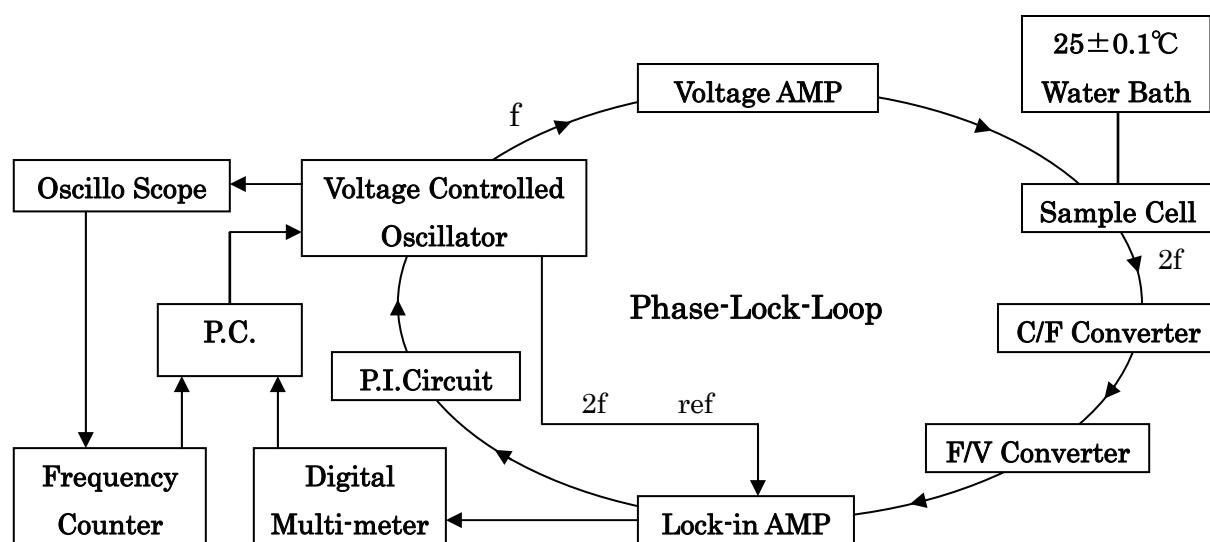 25±0.1℃
Water Bath
Voltage AMP
f
Oscillo Scope
Voltage Controlled
Oscillator
Sample Cell
2f
Phase-Lock-Loop
P.C.
C/F Converter
P.I.Circuit
2f ref
F/V Converter
Frequency
Counter
Digital
Multi-meter
Lock-in AMP